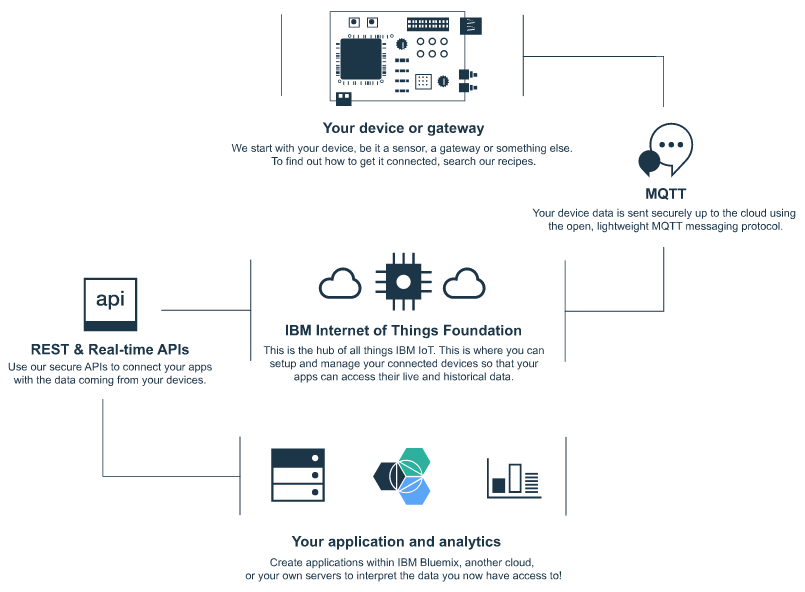 Your device or gateway
We start with your device, be it a sensor, a gateway or something else.
To find out how to get it connected, search our recipes.
MQTT
Your device data is sent securely up to the cloud using
the open, lightweight MQTT messaging protocol.
api
REST & Real-time APIs
Use our secure APIs to connect your apps
with the data coming from your devices.
IBM Internet of Things Foundation
This is the hub of all things IBM IoT. This is where you can
setup and manage your connected devices so that your
apps can access their live and historical data.
Your application and analytics
Create applications within IBM Bluemix, another cloud,
or your own servers to interpret the data you now have access to!